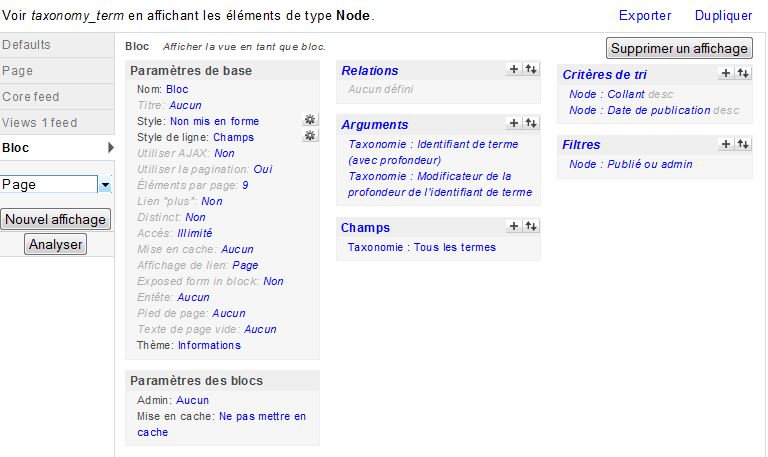 Voir taxonomy_term en affichant les éléments de type Node.
Exporter
Dupliquer
Defaults
Page
Core feed
Views 1 feed
Bloc
Page
Nouvel affichage
Analyser
Bloc Afficher la vue en tant que bloc.
Supprimer un affichage
Paramètres de base
Nom: Bloc
Titre: Aucun
Style: Non mis en forme
Style de ligne: Champs
Utiliser AJAX: Non
Utiliser la pagination: Oui
Éléments par page: 9
Lien "plus": Non
Distinct: Non
Accès: Illimité
Mise en cache: Aucun
Affichage de lien: Page
Exposed form in block: Non
Entête: Aucun
Pied de page: Aucun
Texte de page vide: Aucun
Thème: Informations
Paramètres des blocs
Admin: Aucun
Mise en cache: Ne pas mettre en
cache
Relations
Aucun défini
Arguments
Taxonomie : Identifiant de terme
(avec profondeur)
Taxonomie : Modificateur de la
profondeur de l'identifiant de terme
Champs
Taxonomie : Tous les termes
Critères de tri
Node : Collant desc
Node : Date de publication desc
Filtres
Node : Publié ou admin